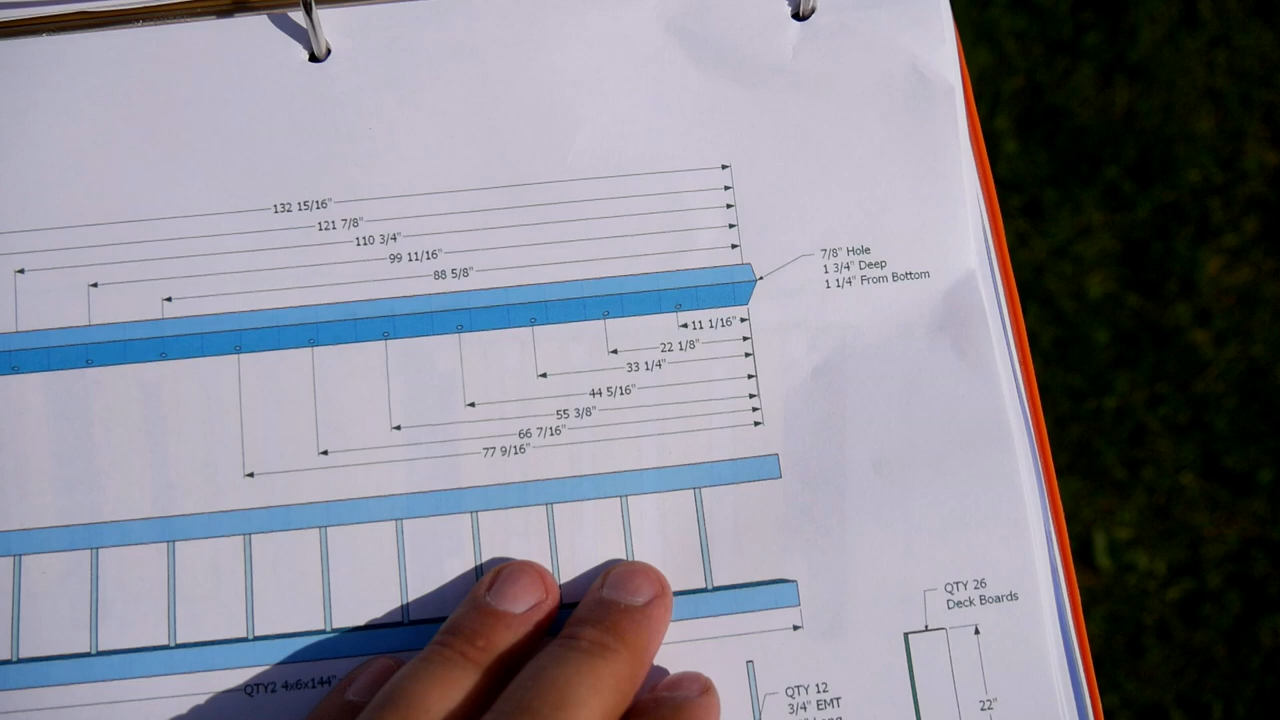 132 15/16"
121 7/8"
110 3/4"
99 11/16"
88 5/8"
7/8" Hole
1 3/4" Deep
1 1/4" From Bottom
11 1/16"
22 1/8"
33 1/4"
44 5/16"
55 3/8"
66 7/16"
77 9/16"
QTY 26
Deck Boards
22"
QTY2 4x6x144"
QTY 12
3/4" EMT